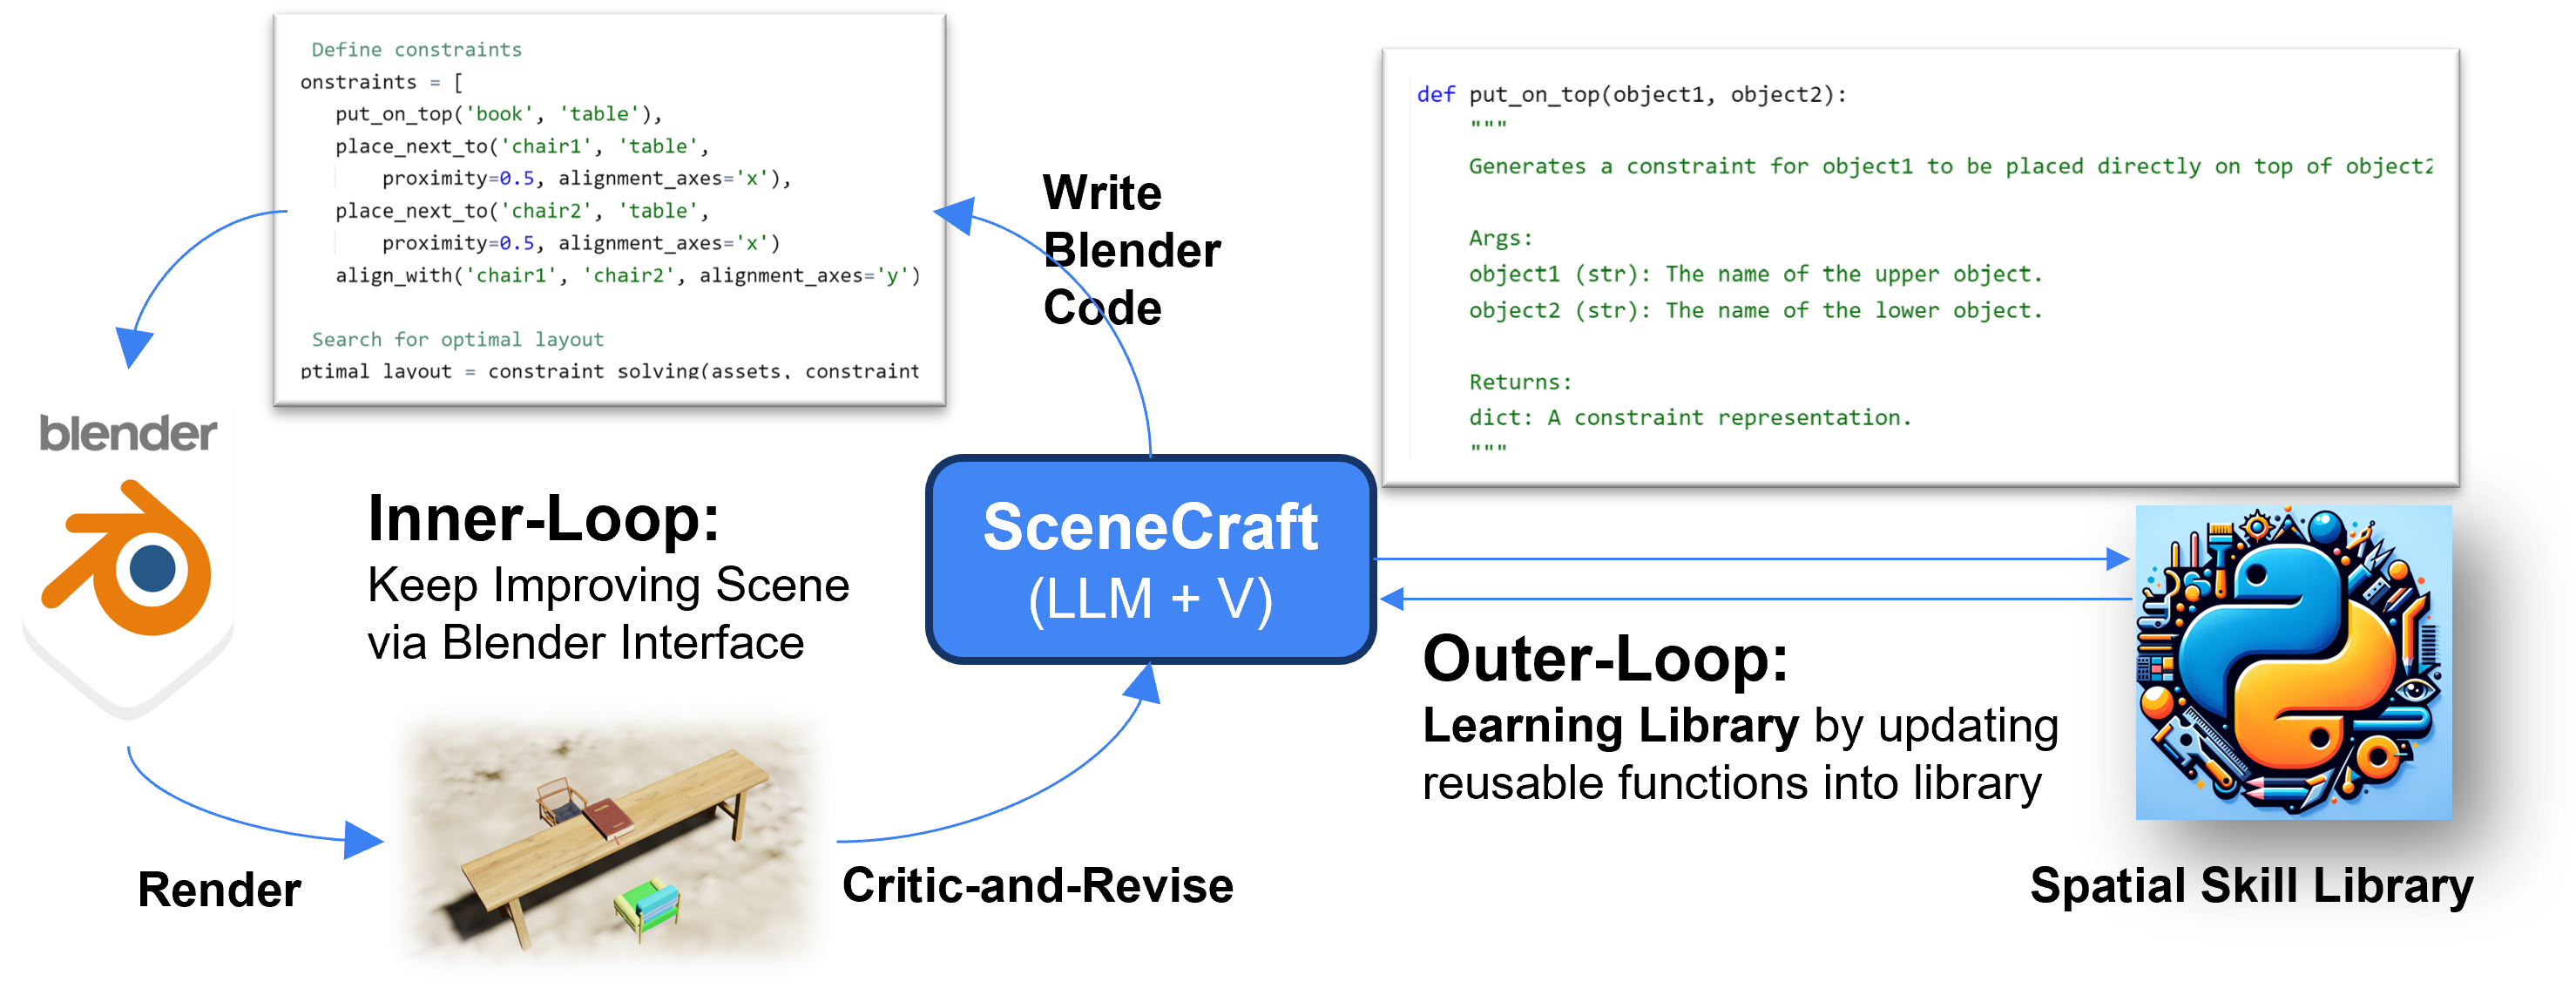 Define constraints
onstraints = [
put_on_top('book', 'table'),
place_next_to('chair1', 'table',
proximity=0.5, alignment_axes='x'),
place_next_to('chair2', 'table',
proximity=0.5, alignment_axes='x')
align_with('chair1', 'chair2', alignment_axes='y')
Search for optimal layout
ptimal layout = constraint solving(assets, constraint
Write
Blender
Code
def put_on_top(object1, object2):
"""
Generates a constraint for object1 to be placed directly on top of object2
Args:
object1 (str): The name of the upper object.
object2 (str): The name of the lower object.
Returns:
dict: A constraint representation.
"""
blender
Inner-Loop:
Keep Improving Scene
via Blender Interface
SceneCraft
(LLM + V)
Outer-Loop:
Learning Library by updating
reusable functions into library
Render
Critic-and-Revise
Spatial Skill Library